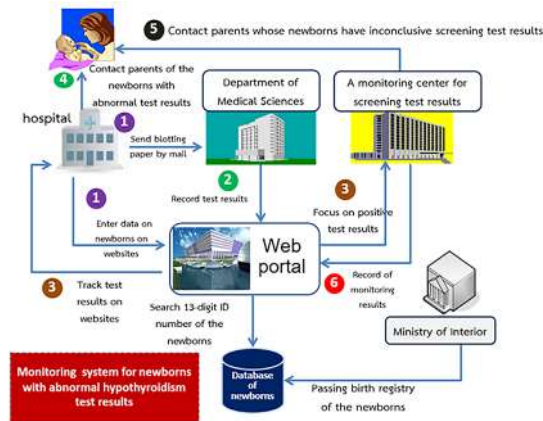 5 Contact parents whose newborns have inconclusive screening test results
4
Contact parents of the
newborns with
abnormal test results
Department of
Medical Sciences
A monitoring center for
screening test results
hospital
1
Send blotting
paper by mail
2
Record test results
3
Focus on positive
test results
1
Enter data on
newborns on
websites
Web
portal
3
Track test
results on
websites
6
Record of
monitoring
results
Search 13-digit ID
number of the
newborns
Ministry of Interior
Monitoring system for newborns
with abnormal hypothyroidism
test results
Database
of
newborns
Passing birth registry
of the newborns